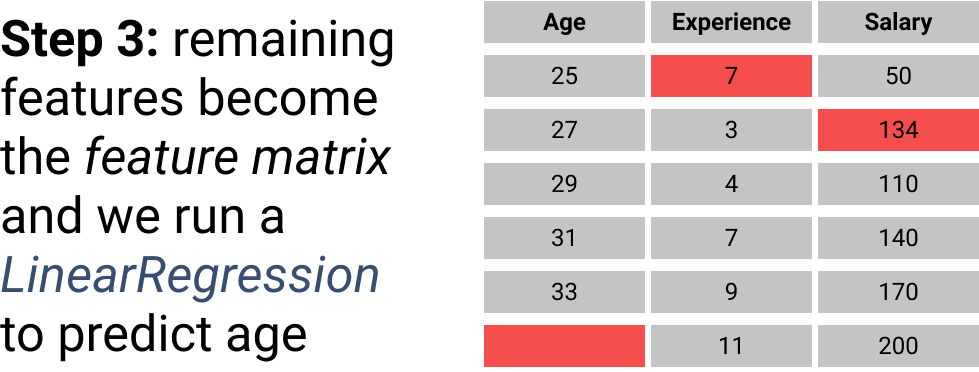 Step 3: remaining
features become
the feature matrix
and we run a
LinearRegression
to predict age
Age Experience Salary
25 7 50
27 3 134
29 4 110
31 7 140
33 9 170
11 200